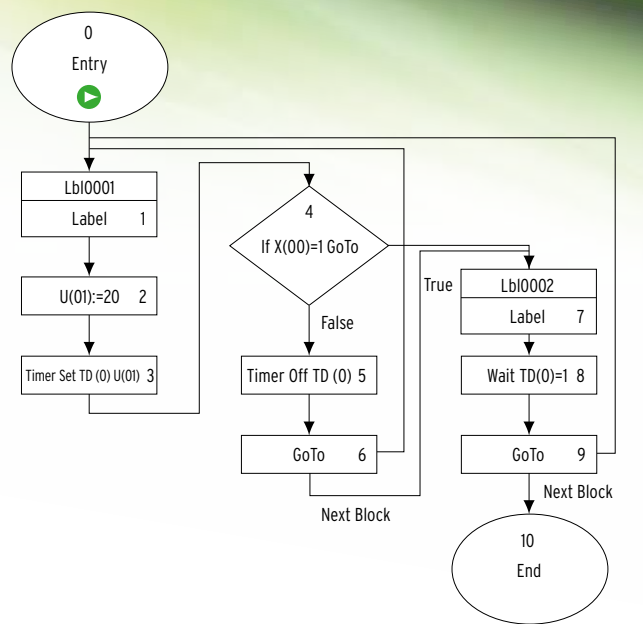 0
Entry
Lbl0001
Label 1
U(01):=20 2
Timer Set TD (0) U(01) 3
4
If X(00)=1 GoTo
True
False
Timer Off TD (0) 5
GoTo 6
Next Block
Lbl0002
Label 7
Wait TD(0)=1 8
GoTo 9
Next Block
10
End